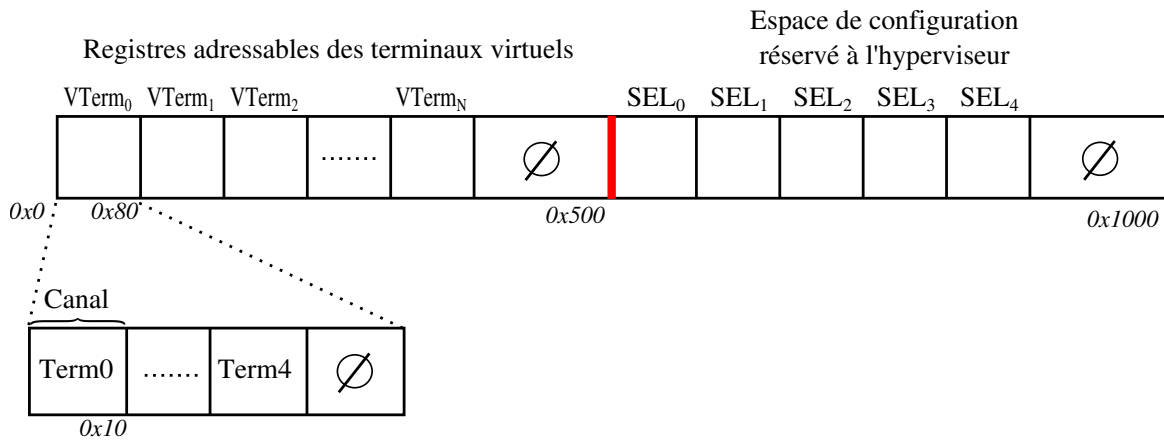 Espace de configuration
réservé à l'hyperviseur
Registres adressables des terminaux virtuels
VTerm0 VTerm1 VTerm2 VTermN SEL0 SEL1 SEL2 SEL3 SEL4
........ ∅ ∅
0x0 0x80 0x500 0x1000
Canal
Term0 ........ Term4 ∅
0x10